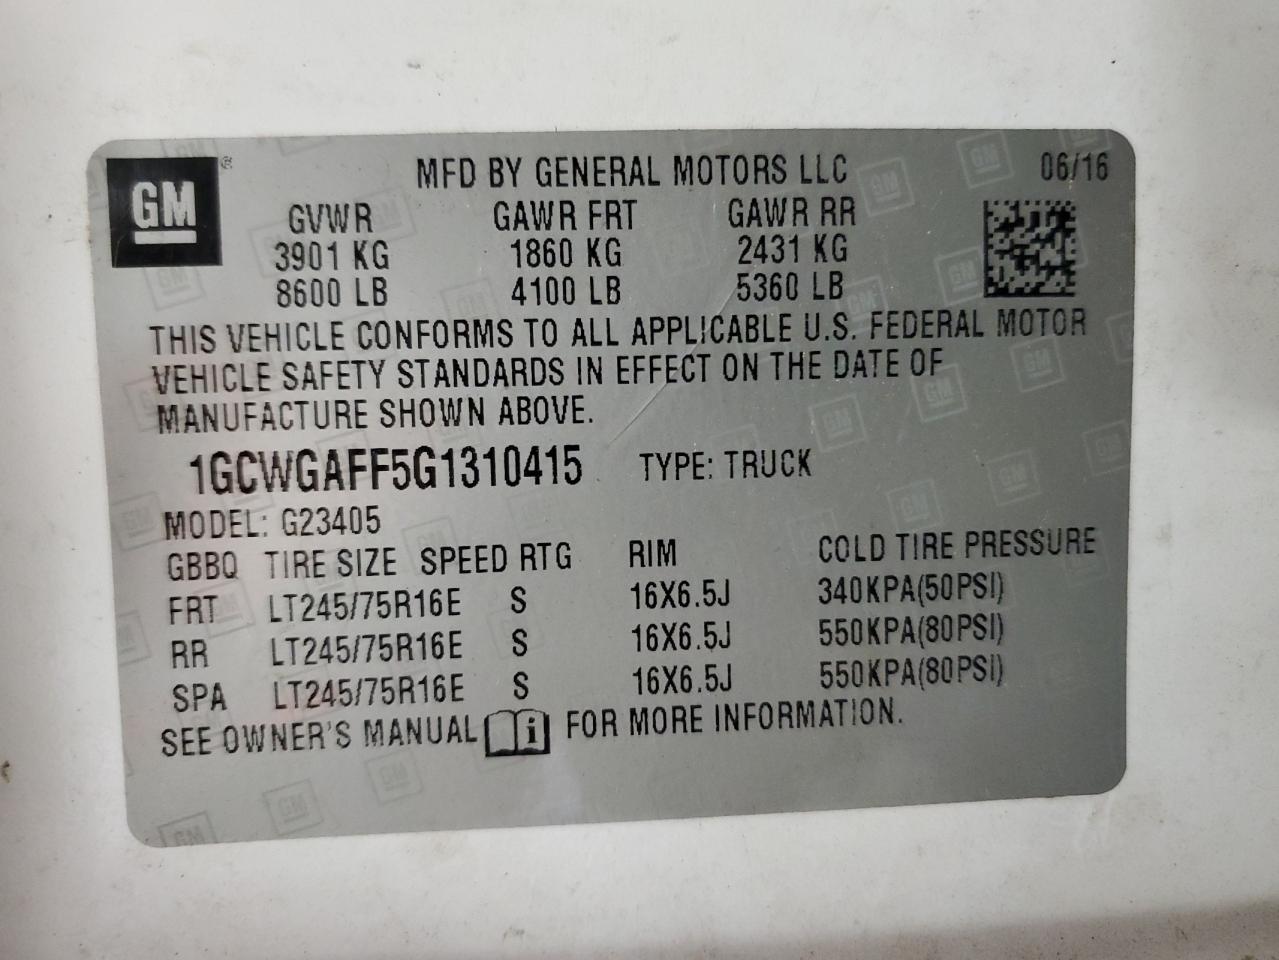 GM ®
MFD BY GENERAL MOTORS LLC 06/16
GVWR GAWR FRT GAWR RR
3901 KG 1860 KG 2431 KG
8600 LB 4100 LB 5360 LB
THIS VEHICLE CONFORMS TO ALL APPLICABLE U.S. FEDERAL MOTOR
VEHICLE SAFETY STANDARDS IN EFFECT ON THE DATE OF
MANUFACTURE SHOWN ABOVE.
1GCWGAFF5G1310415 TYPE: TRUCK
MODEL: G23405
GBBQ TIRE SIZE SPEED RTG RIM COLD TIRE PRESSURE
FRT LT245/75R16E S 16X6.5J 340KPA(50PSI)
RR LT245/75R16E S 16X6.5J 550KPA(80PSI)
SPA LT245/75R16E S 16X6.5J 550KPA(80PSI)
SEE OWNER'S MANUAL i FOR MORE INFORMATION.